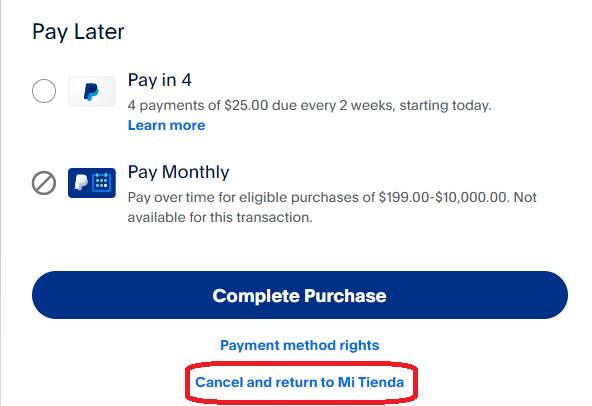 Pay Later
Pay in 4
4 payments of $25.00 due every 2 weeks, starting today.
Learn more
Pay Monthly
Pay over time for eligible purchases of $199.00-$10,000.00. Not
available for this transaction.
Complete Purchase
Payment method rights
Cancel and return to Mi Tienda